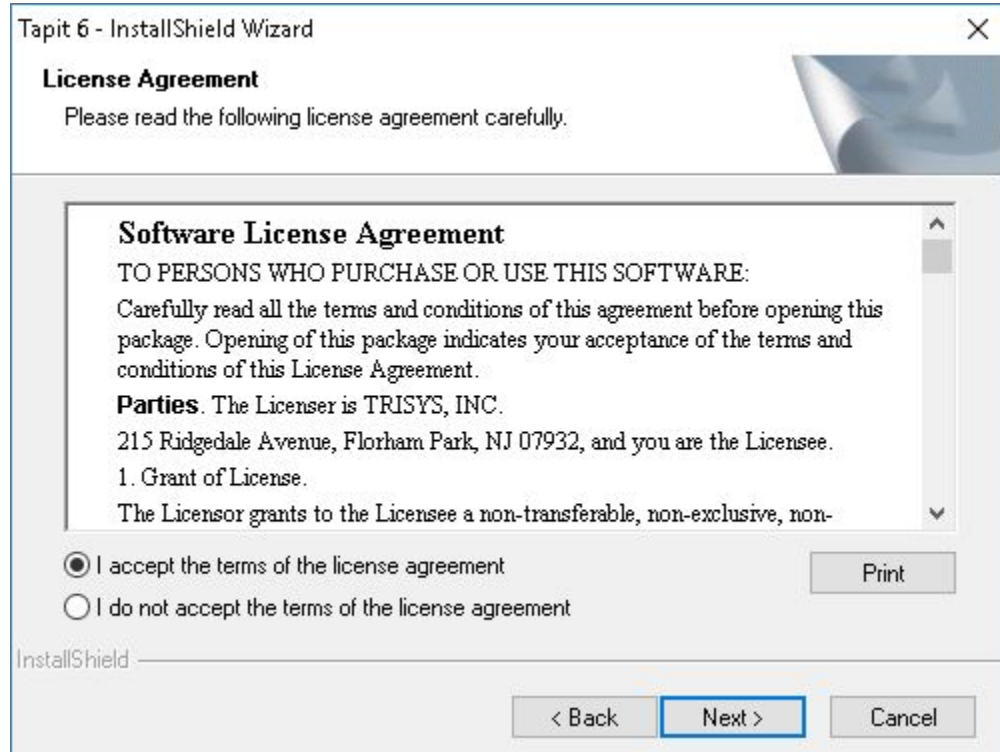 Tapit 6 - InstallShield Wizard
License Agreement
Please read the following license agreement carefully.
Software License Agreement
TO PERSONS WHO PURCHASE OR USE THIS SOFTWARE:
Carefully read all the terms and conditions of this agreement before opening this
package. Opening of this package indicates your acceptance of the terms and
conditions of this License Agreement.
Parties. The Licenser is TRISYS, INC.
215 Ridgedale Avenue, Florham Park, NJ 07932, and you are the Licensee.
1. Grant of License.
The Licensor grants to the Licensee a non-transferable, non-exclusive, non-
I accept the terms of the license agreement
Print
I do not accept the terms of the license agreement
InstallShield
< Back
Next >
Cancel